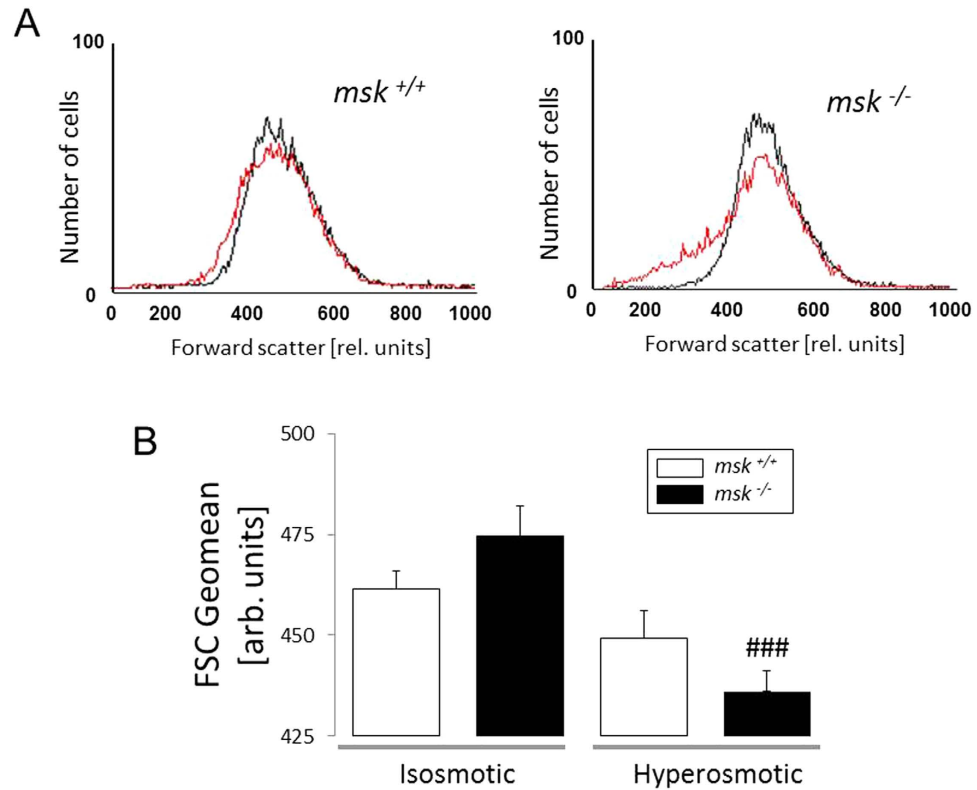 A
100
Number of cells
0
msk +/+
0 200 400 600 800 1000
Forward scatter [rel. units]
100
Number of cells
0
msk -/-
0 200 400 600 800 1000
Forward scatter [rel. units]
B
FSC Geomean
[arb. units]
500
475
450
425
msk +/+
msk -/-
###
Isosmotic
Hyperosmotic